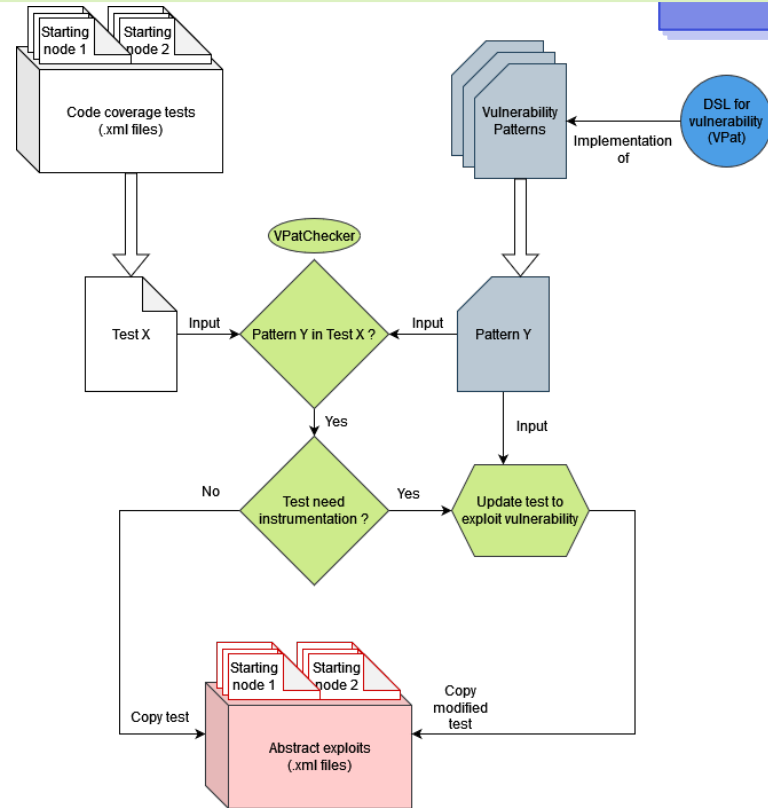 Starting
node 1
Starting
node 2
Code coverage tests
(.xml files)
Vulnerability
Patterns
DSL for
vulnerability
(VPat)
Implementation
of
VPatChecker
Test X
Input
Pattern Y in Test X ?
Input
Pattern Y
Yes
Input
No
Test need
instrumentation ?
Yes
Update test to
exploit vulnerability
Starting
node 1
Starting
node 2
Copy test
Abstract exploits
(.xml files)
Copy
modified
test